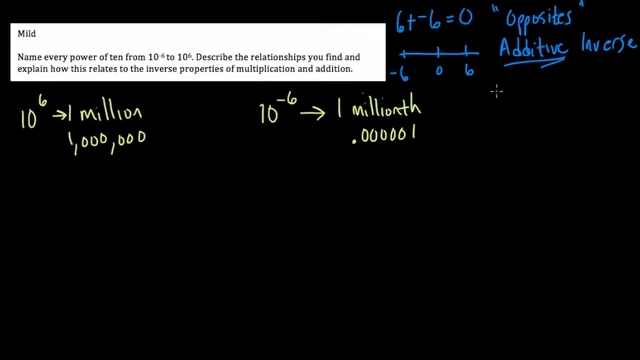 Mild
Name every power of ten from 10⁻⁶ to 10⁶. Describe the relationships you find and
explain how this relates to the inverse properties of multiplication and addition.
6 + -6 = 0 "Opposites"
Additive Inverse
-6 0 6
10⁶ → 1 million
1,000,000
10⁻⁶ → 1 millionth
.000001